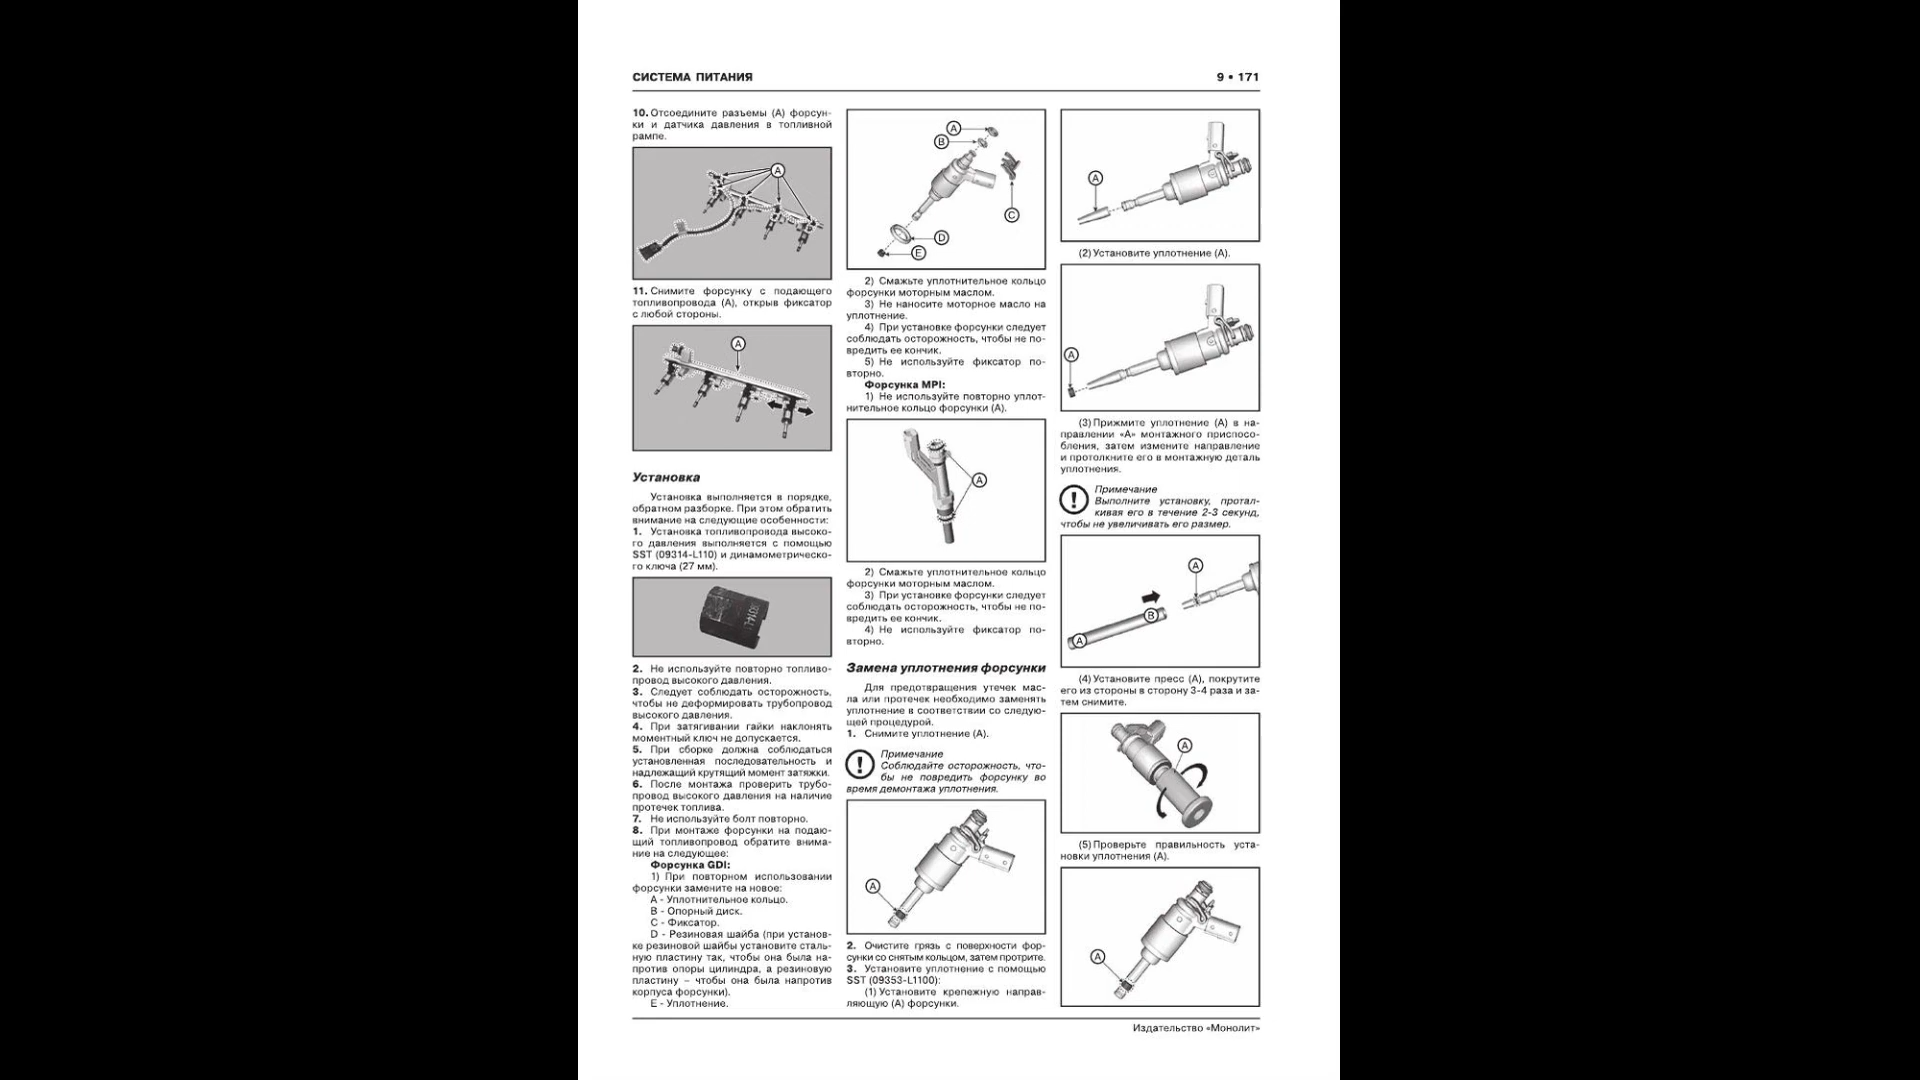 СИСТЕМА ПИТАНИЯ
9 • 171
10. Отсоедините разъемы (А) форсун-
ки и датчика давления в топливной
рампе.
A
11. Снимите форсунку с подающего
топливопровода (А), открыв фиксатор
с любой стороны.
A
Установка
Установка выполняется в порядке,
обратном разборке. При этом обратить
внимание на следующие особенности:
1. Установка топливопровода высоко-
го давления выполняется с помощью
SST (09314-L110) и динамометрическо-
го ключа (27 мм).
2. Не используйте повторно топливо-
провод высокого давления.
3. Следует соблюдать осторожность,
чтобы не деформировать трубопровод
высокого давления.
4. При затягивании гайки наклонять
моментный ключ не допускается.
5. При сборке должна соблюдаться
установленная последовательность и
надлежащий крутящий момент затяжки.
6. После монтажа проверить трубо-
провод высокого давления на наличие
протечек топлива.
7. Не используйте болт повторно.
8. При монтаже форсунки на подаю-
щий топливопровод обратите внима-
ние на следующее:
Форсунка GDI:
1) При повторном использовании
форсунки замените на новое:
А - Уплотнительное кольцо.
В - Опорный диск.
С - Фиксатор.
D - Резиновая шайба (при установ-
ке резиновой шайбы установите сталь-
ную пластину так, чтобы она была на-
против опоры цилиндра, а резиновую
пластину – чтобы она была напротив
корпуса форсунки).
Е - Уплотнение.
A
B
C
D
E
2) Смажьте уплотнительное кольцо
форсунки моторным маслом.
3) Не наносите моторное масло на
уплотнение.
4) При установке форсунки следует
соблюдать осторожность, чтобы не по-
вредить ее кончик.
5) Не используйте фиксатор по-
вторно.
Форсунка MPI:
1) Не используйте повторно уплот-
нительное кольцо форсунки (А).
A
2) Смажьте уплотнительное кольцо
форсунки моторным маслом.
3) При установке форсунки следует
соблюдать осторожность, чтобы не по-
вредить ее кончик.
4) Не используйте фиксатор по-
вторно.
Замена уплотнения форсунки
Для предотвращения утечек мас-
ла или протечек необходимо заменять
уплотнение в соответствии со следую-
щей процедурой.
1. Снимите уплотнение (А).
Примечание
Соблюдайте осторожность, что-
бы не повредить форсунку во
время демонтажа уплотнения.
A
2. Очистите грязь с поверхности фор-
сунки со снятым кольцом, затем протрите.
3. Установите уплотнение с помощью
SST (09353-L1100):
(1) Установите крепежную направ-
ляющую (А) форсунки.
A
(2) Установите уплотнение (А).
A
(3) Прижмите уплотнение (А) в на-
правлении «А» монтажного приспосо-
бления, затем измените направление
и протолкните его в монтажную деталь
уплотнения.
Примечание
Выполните установку, протал-
кивая его в течение 2-3 секунд,
чтобы не увеличивать его размер.
A
B
A
(4) Установите пресс (А), покрутите
его из стороны в сторону 3-4 раза и за-
тем снимите.
A
(5) Проверьте правильность уста-
новки уплотнения (А).
A
Издательство «Монолит»